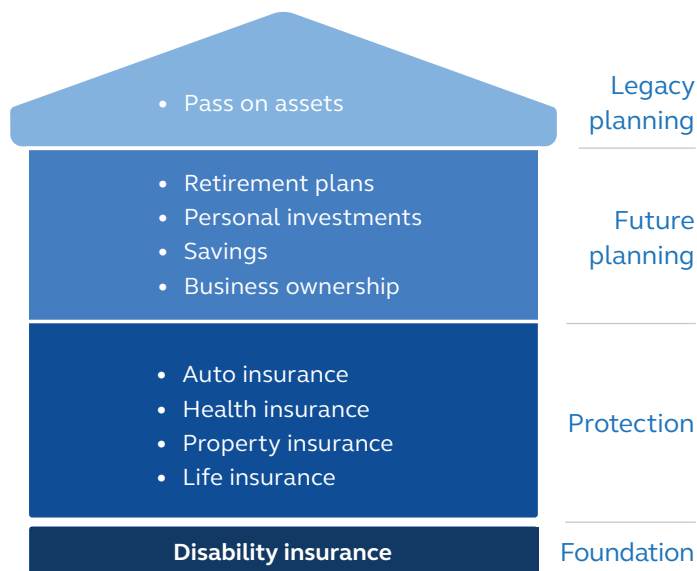 • Pass on assets
Legacy
planning
• Retirement plans
• Personal investments
• Savings
• Business ownership
Future
planning
• Auto insurance
• Health insurance
• Property insurance
• Life insurance
Protection
Disability insurance
Foundation